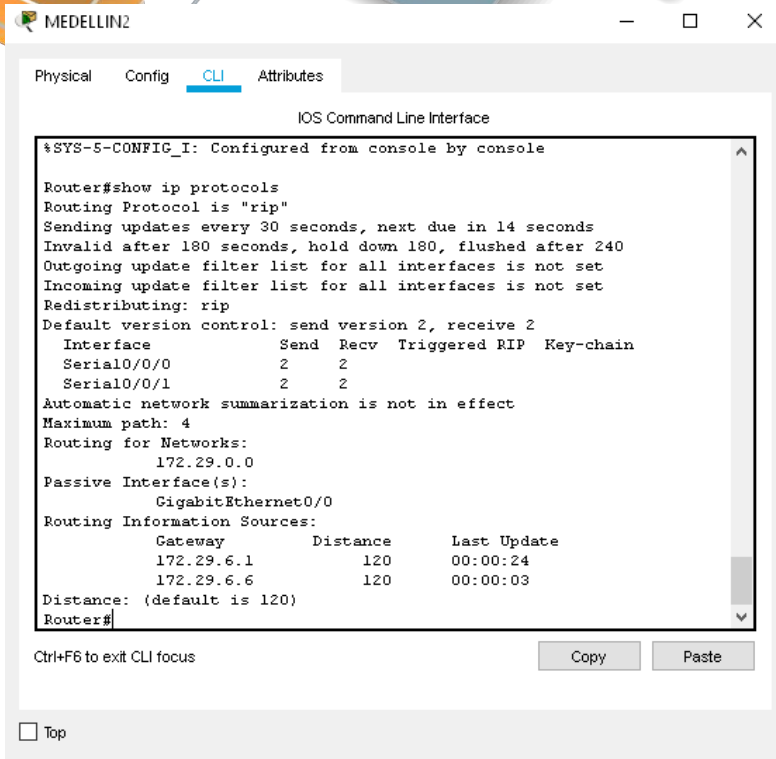 MEDELLIN2
Physical Config CLI Attributes
IOS Command Line Interface
%SYS-5-CONFIG_I: Configured from console by console
Router#show ip protocols
Routing Protocol is "rip"
Sending updates every 30 seconds, next due in 14 seconds
Invalid after 180 seconds, hold down 180, flushed after 240
Outgoing update filter list for all interfaces is not set
Incoming update filter list for all interfaces is not set
Redistributing: rip
Default version control: send version 2, receive 2
Interface Send Recv Triggered RIP Key-chain
Serial0/0/0 2 2
Serial0/0/1 2 2
Automatic network summarization is not in effect
Maximum path: 4
Routing for Networks:
172.29.0.0
Passive Interface(s):
GigabitEthernet0/0
Routing Information Sources:
Gateway Distance Last Update
172.29.6.1 120 00:00:24
172.29.6.6 120 00:00:03
Distance: (default is 120)
Router#
Ctrl+F6 to exit CLI focus Copy Paste
Top